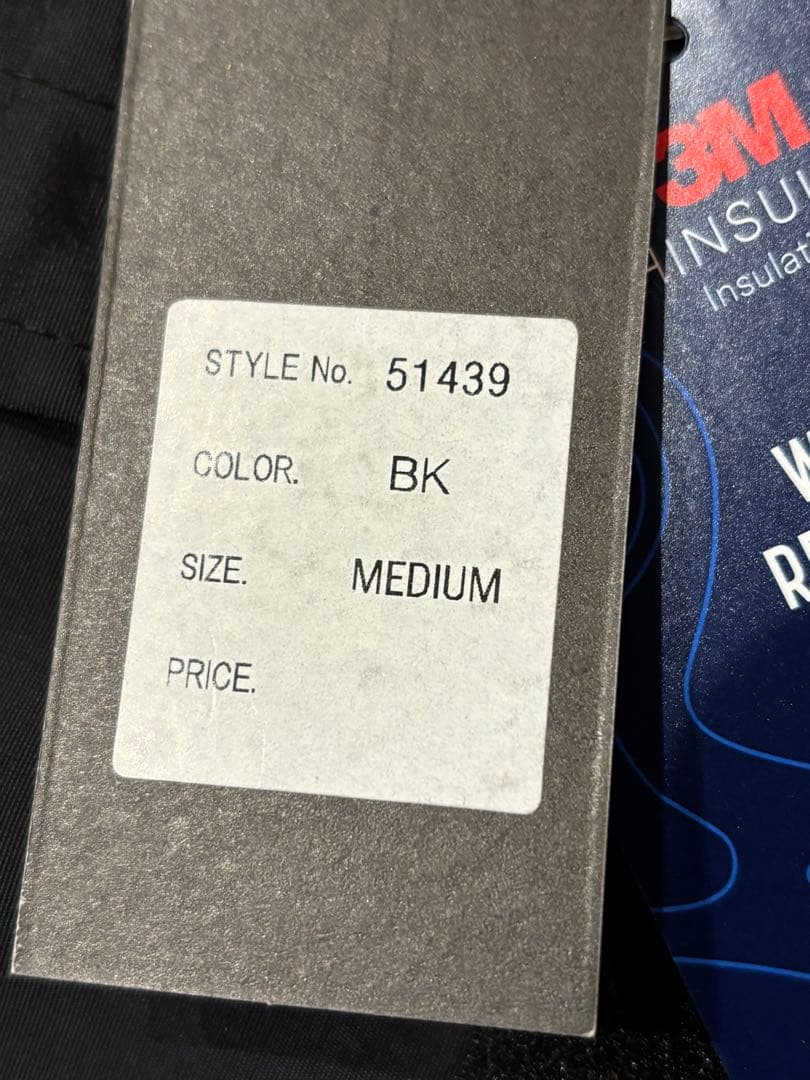 STYLE No. 51439
COLOR. BK
SIZE. MEDIUM
PRICE.
3M
INSU
Insulat
W
R